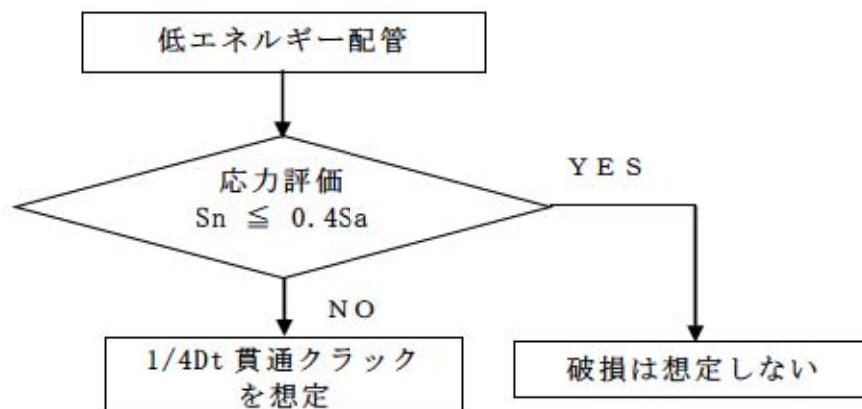 低エネルギー配管
応力評価
Sn ≦ 0.4Sa
YES
NO
1/4Dt 貫通クラック
を想定
破損は想定しない